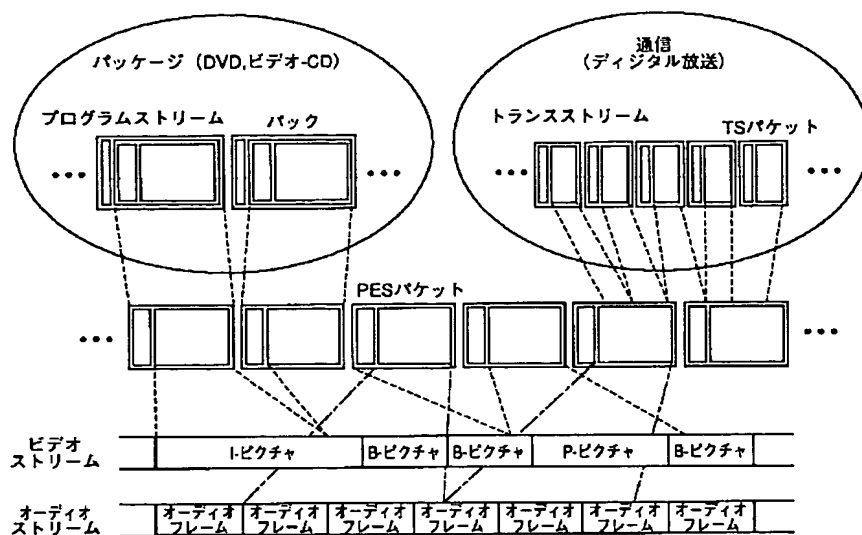 パッケージ (DVD,ビデオ-CD)
プログラムストリーム
パック
通信
(ディジタル放送)
トランスストリーム
TSパケット
PESパケット
ビデオ
ストリーム
I-ピクチャ
B-ピクチャ
B-ピクチャ
P-ピクチャ
B-ピクチャ
オーディオ
ストリーム
オーディオ
フレーム
オーディオ
フレーム
オーディオ
フレーム
オーディオ
フレーム
オーディオ
フレーム
オーディオ
フレーム
オーディオ
フレーム